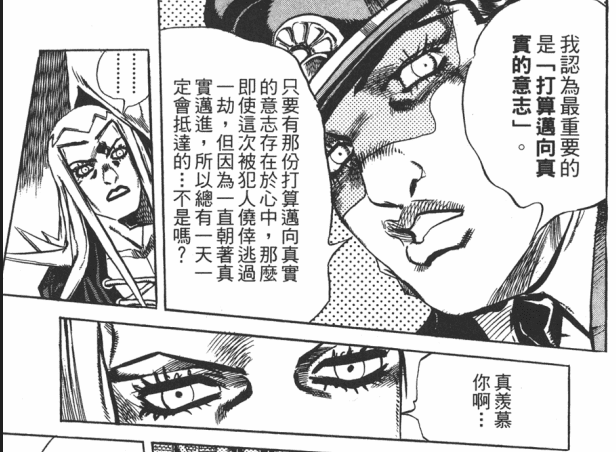 我認為最重要的
是「打算邁向真
實的意志」。
只要有那份打算邁向真實
的意志存在於心中，那麼
即使這次被犯人僥倖逃過
一劫，但因為一直朝著真
實邁進，所以總有一天一
定會抵達的…不是嗎？
………
真羨慕
你啊…